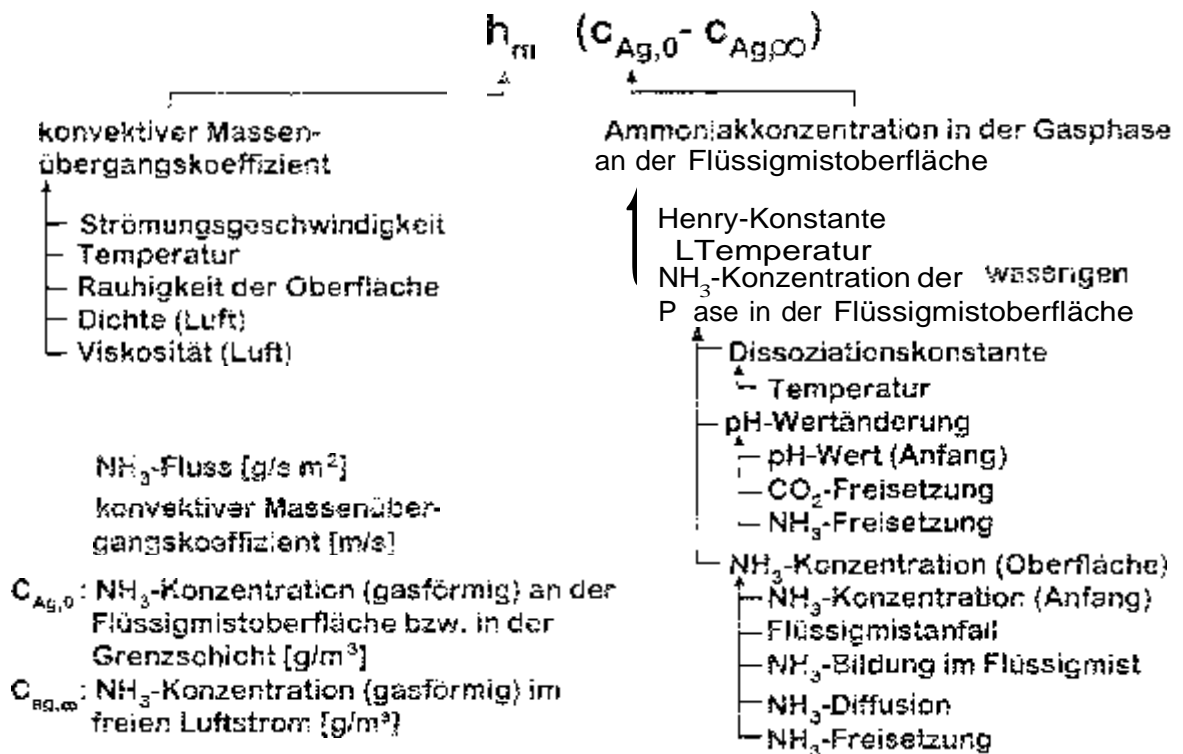 hₘ (C_Ag,0 - C_Ag,∞)
konvektiver Massen-
übergangskoeffizient
Strömungsgeschwindigkeit
Temperatur
Rauhigkeit der Oberfläche
Dichte (Luft)
Viskosität (Luft)
Ammoniakkonzentration in der Gasphase
an der Flüssigmistoberfläche
Henry-Konstante
LTemperatur
NH₃-Konzentration der wässrigen
P ase in der Flüssigmistoberfläche
Dissoziationskonstante
Temperatur
pH-Wertänderung
pH-Wert (Anfang)
CO₂-Freisetzung
NH₃-Freisetzung
NH₃-Konzentration (Oberfläche)
NH₃-Konzentration (Anfang)
Flüssigmistanfall
NH₃-Bildung im Flüssigmist
NH₃-Diffusion
NH₃-Freisetzung
NH₃-Fluss [g/s m²]
konvektiver Massenüber-
gangskoeffizient [m/s]
C_Ag,0 : NH₃-Konzentration (gasförmig) an der
Flüssigmistoberfläche bzw. in der
Grenzschicht [g/m³]
C_ag,∞ : NH₃-Konzentration (gasförmig) im
freien Luftstrom [g/m³]